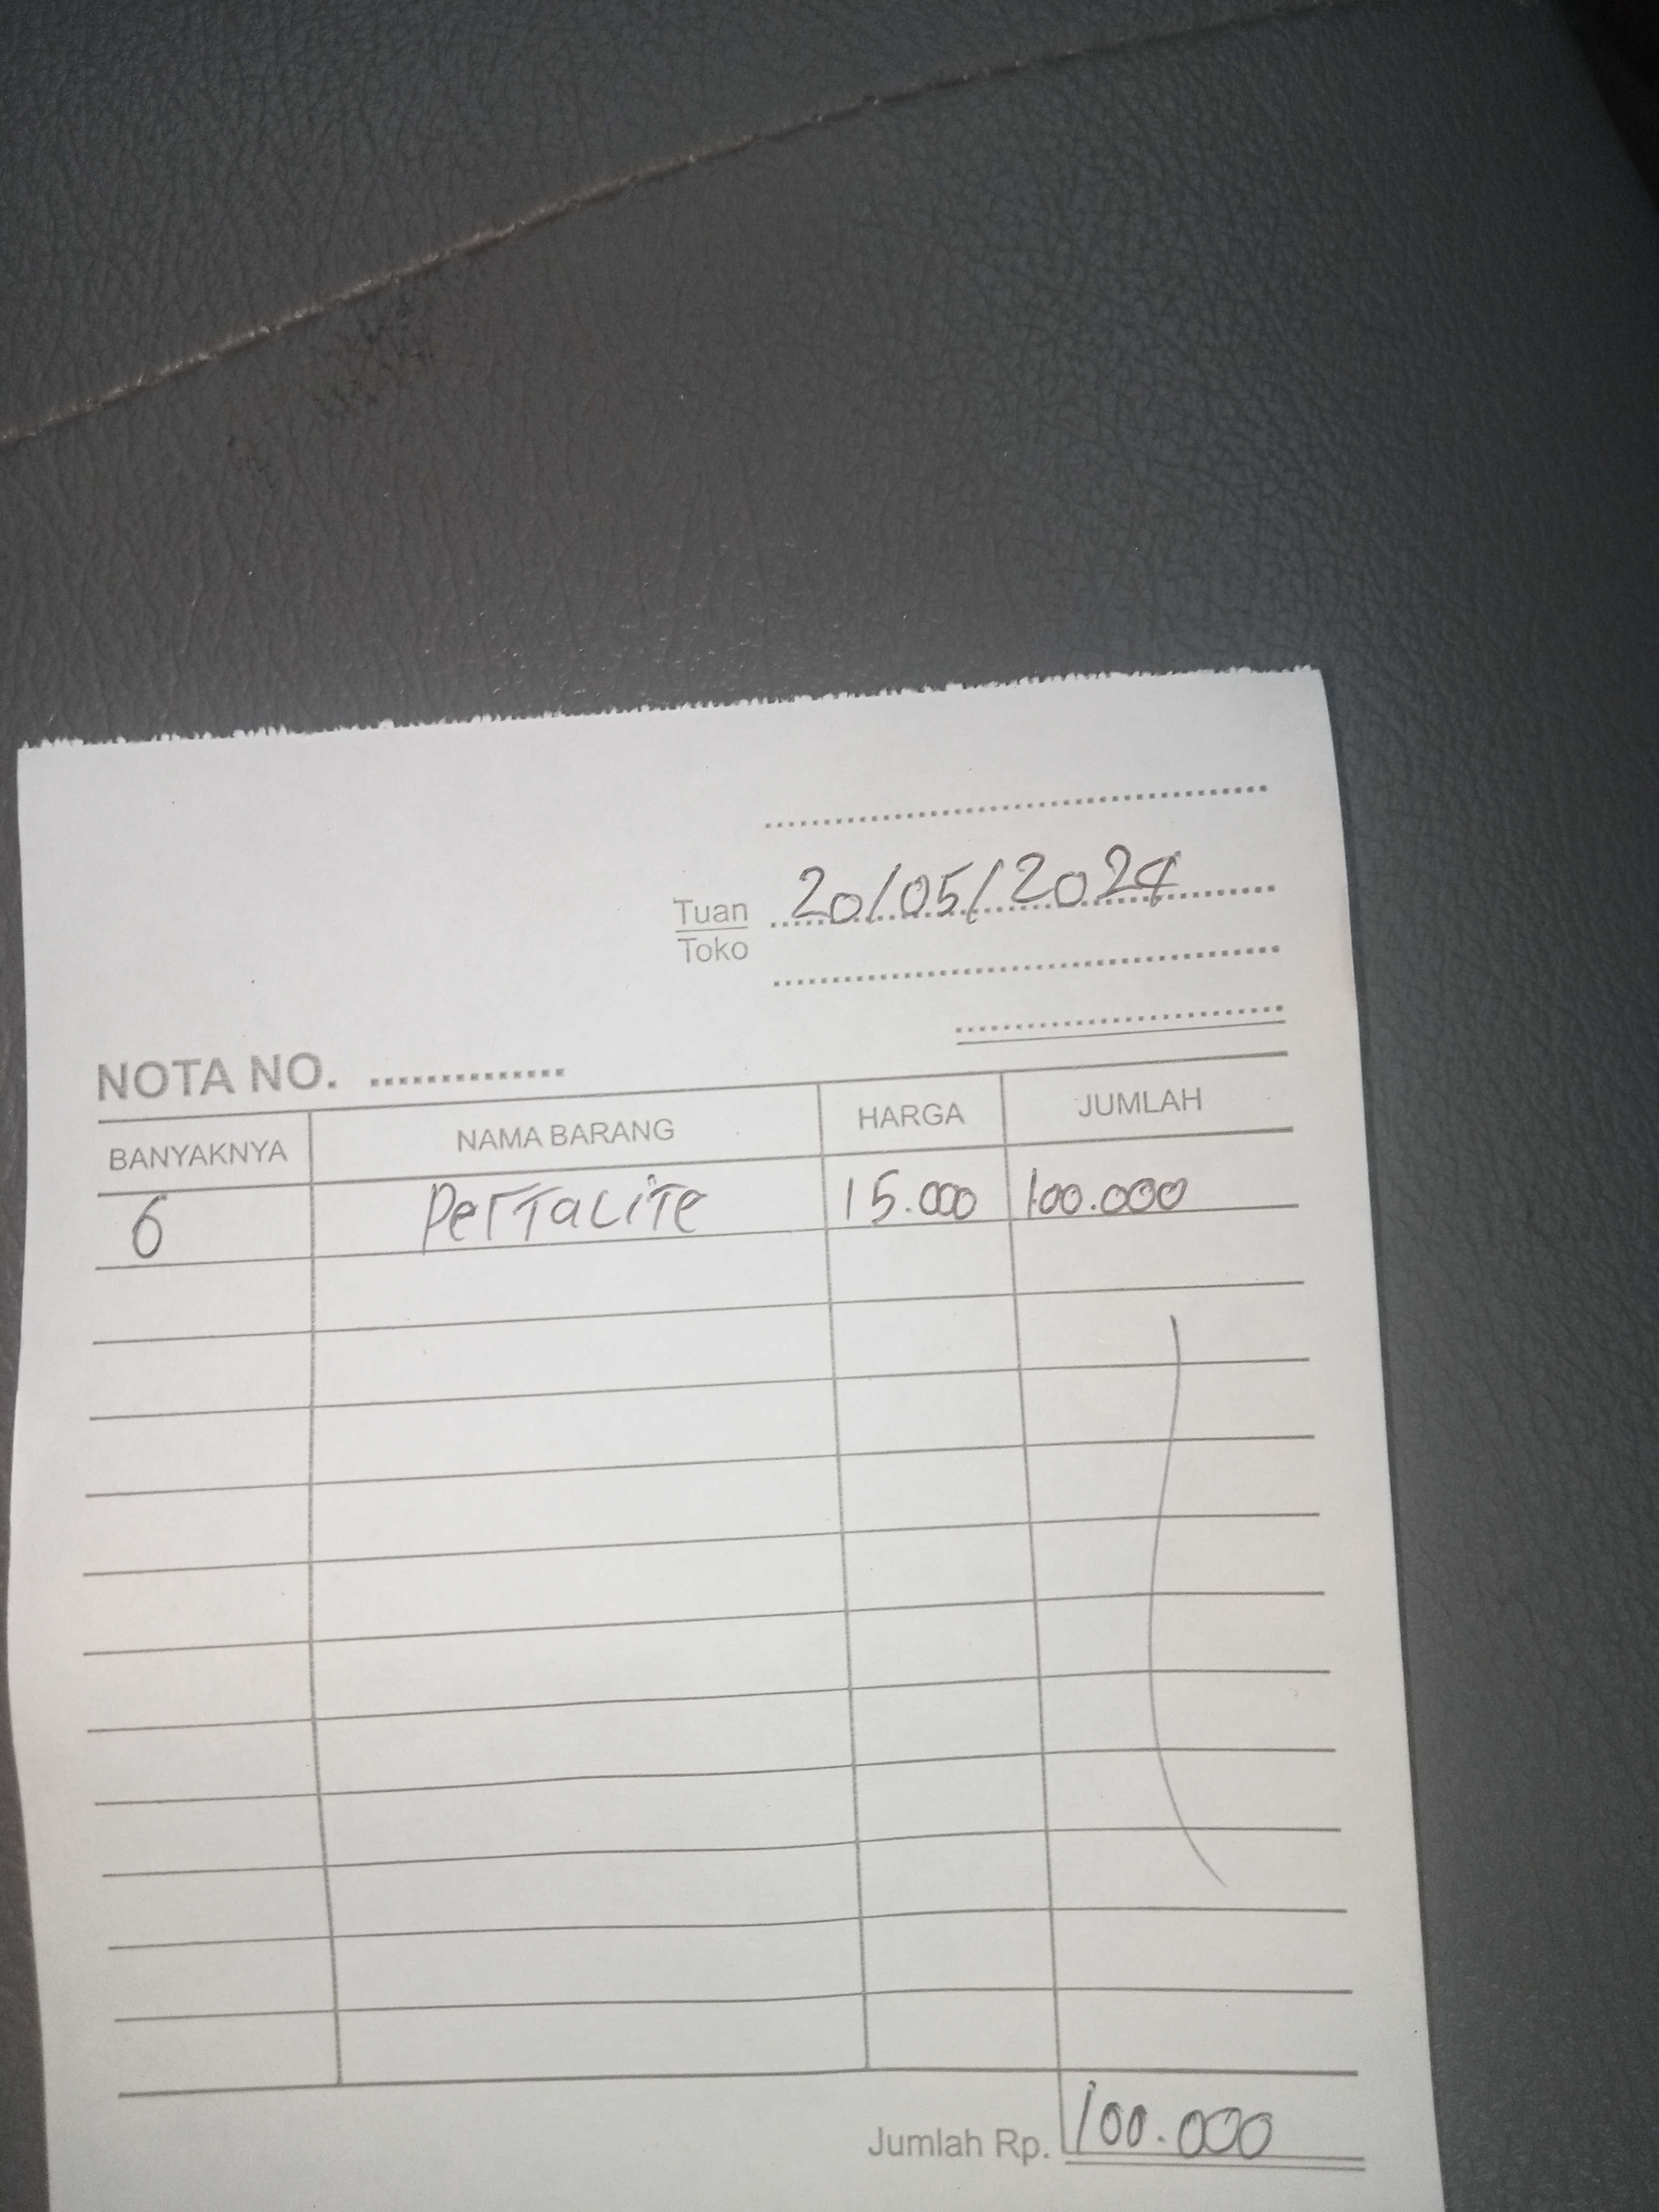 Tuan 20/05/2024
Toko
NOTA NO. ..............
BANYAKNYA NAMA BARANG HARGA JUMLAH
6 PerTaLiTe 15.000 100.000
Jumlah Rp. 100.000